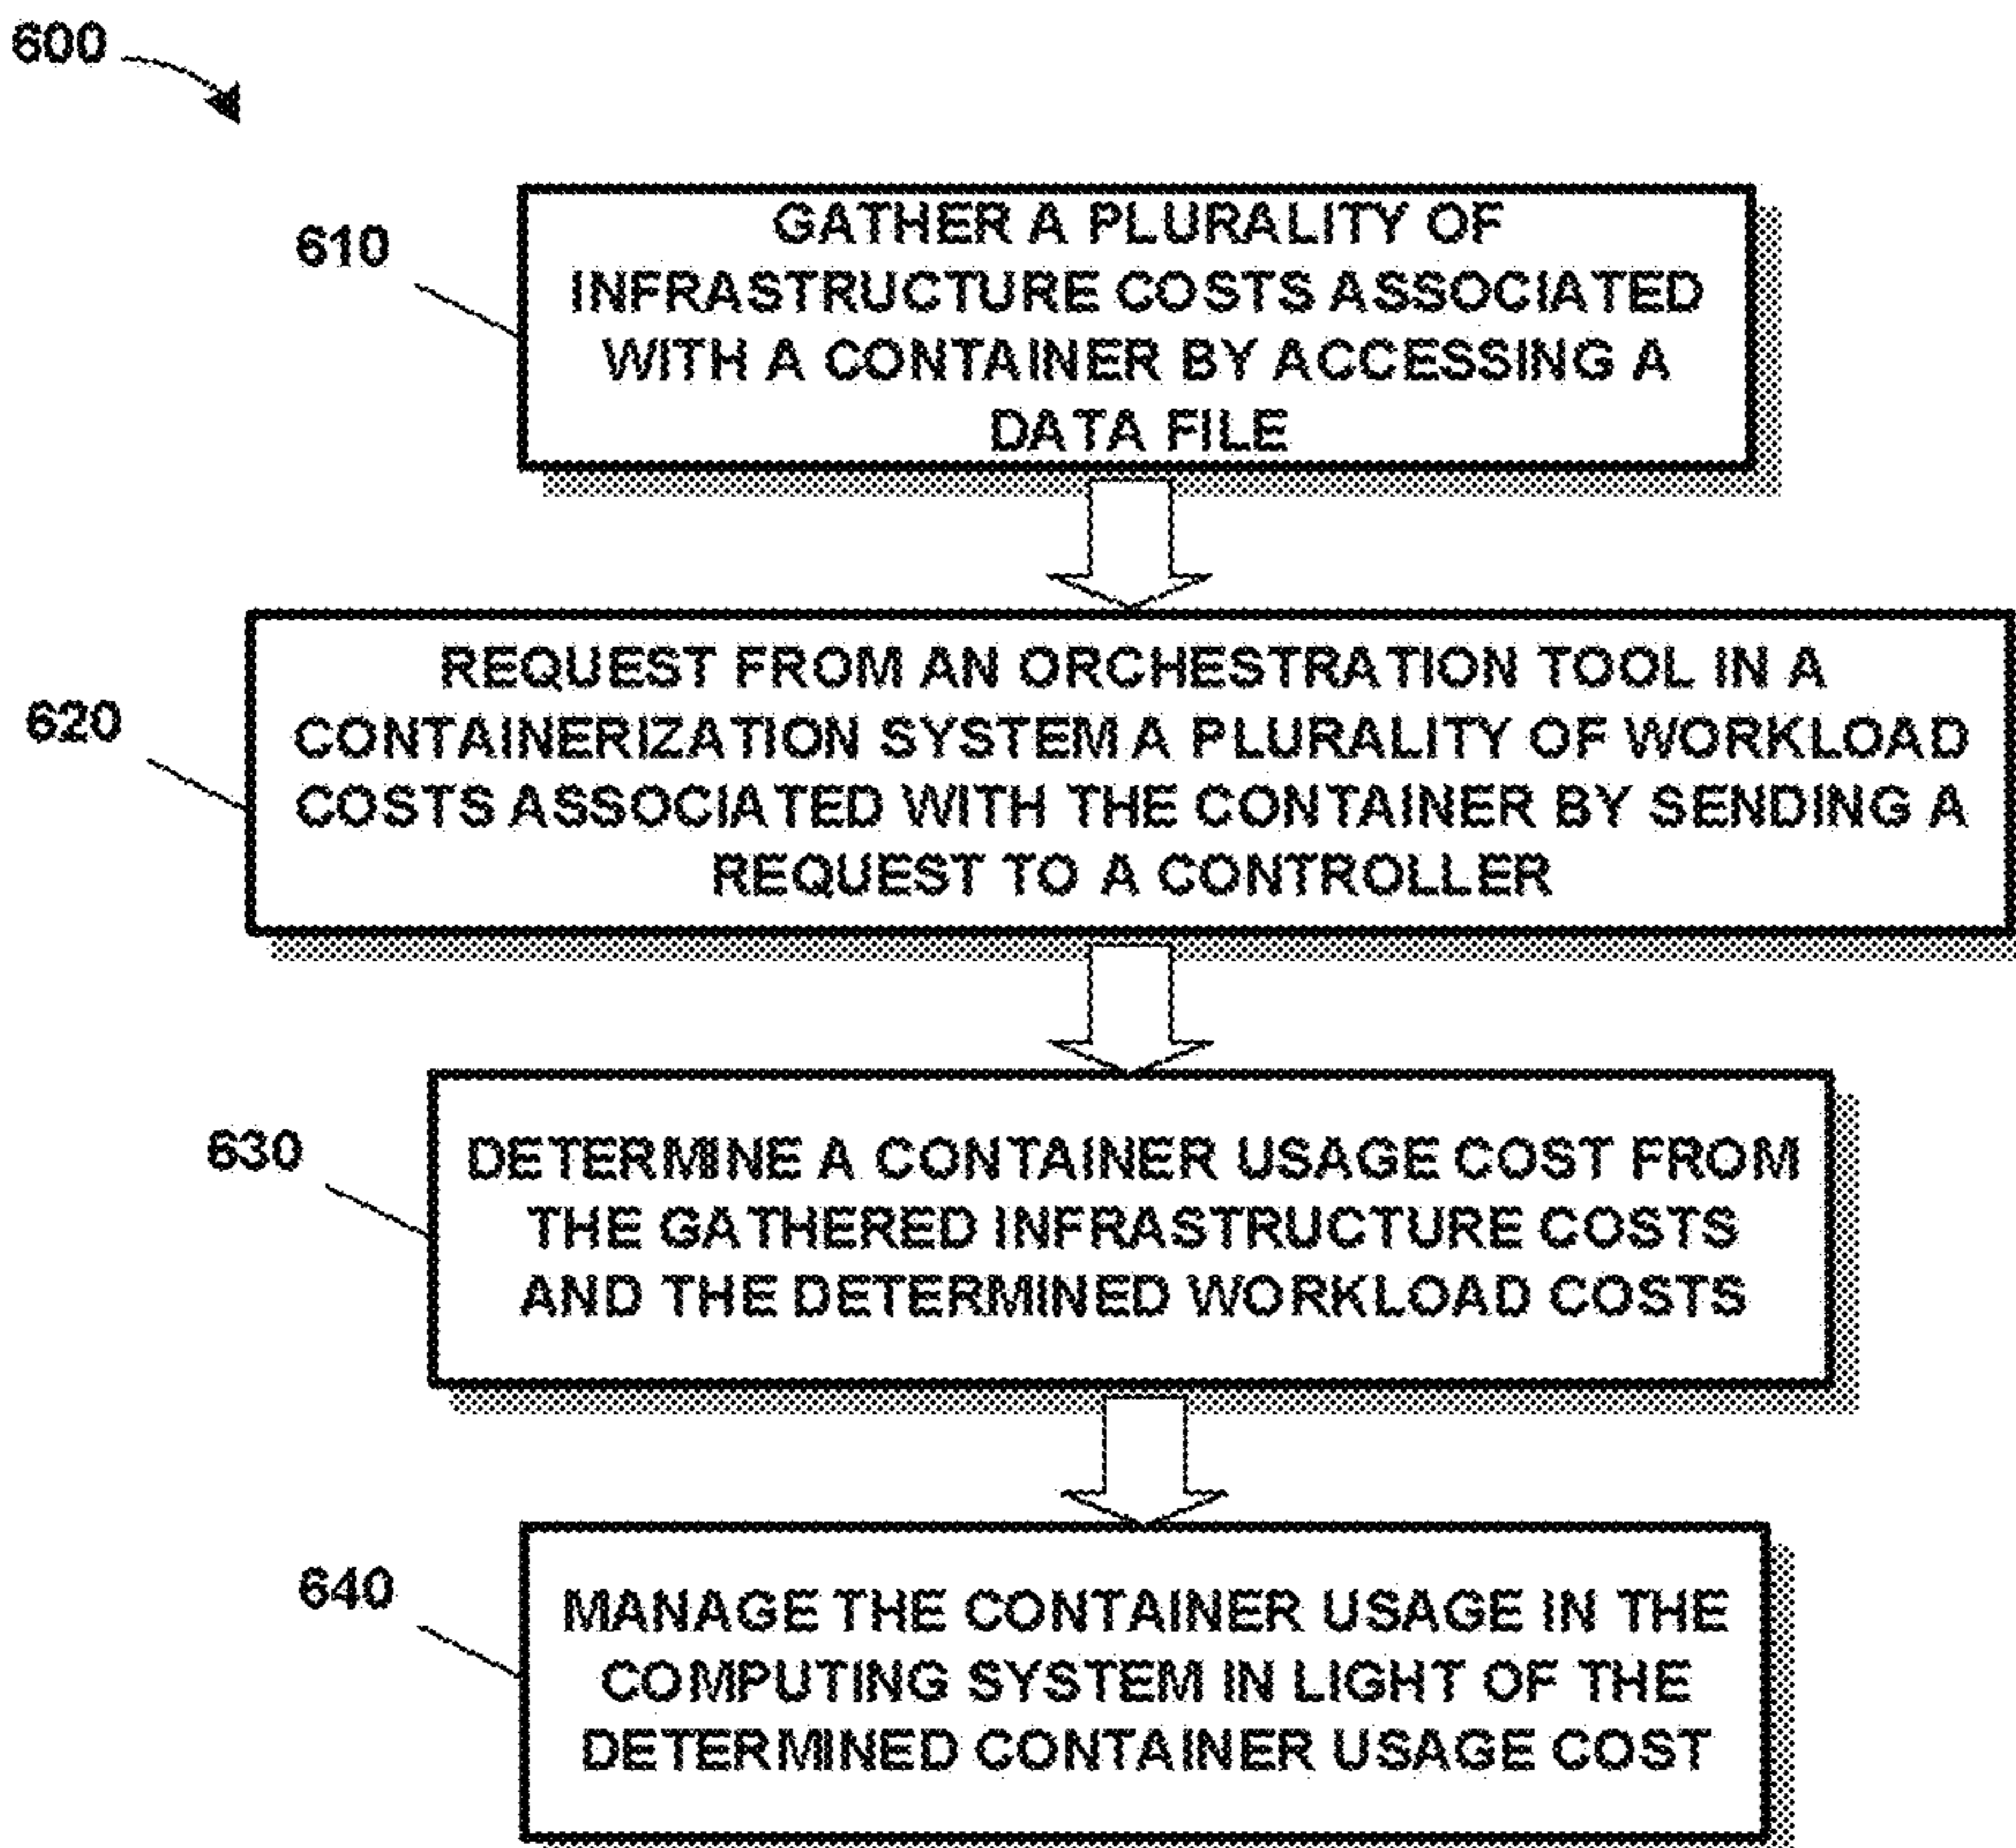 600
610
GATHER A PLURALITY OF
INFRASTRUCTURE COSTS ASSOCIATED
WITH A CONTAINER BY ACCESSING A
DATA FILE
620
REQUEST FROM AN ORCHESTRATION TOOL IN A
CONTAINERIZATION SYSTEM A PLURALITY OF WORKLOAD
COSTS ASSOCIATED WITH THE CONTAINER BY SENDING A
REQUEST TO A CONTROLLER
630
DETERMINE A CONTAINER USAGE COST FROM
THE GATHERED INFRASTRUCTURE COSTS
AND THE DETERMINED WORKLOAD COSTS
640
MANAGE THE CONTAINER USAGE IN THE
COMPUTING SYSTEM IN LIGHT OF THE
DETERMINED CONTAINER USAGE COST